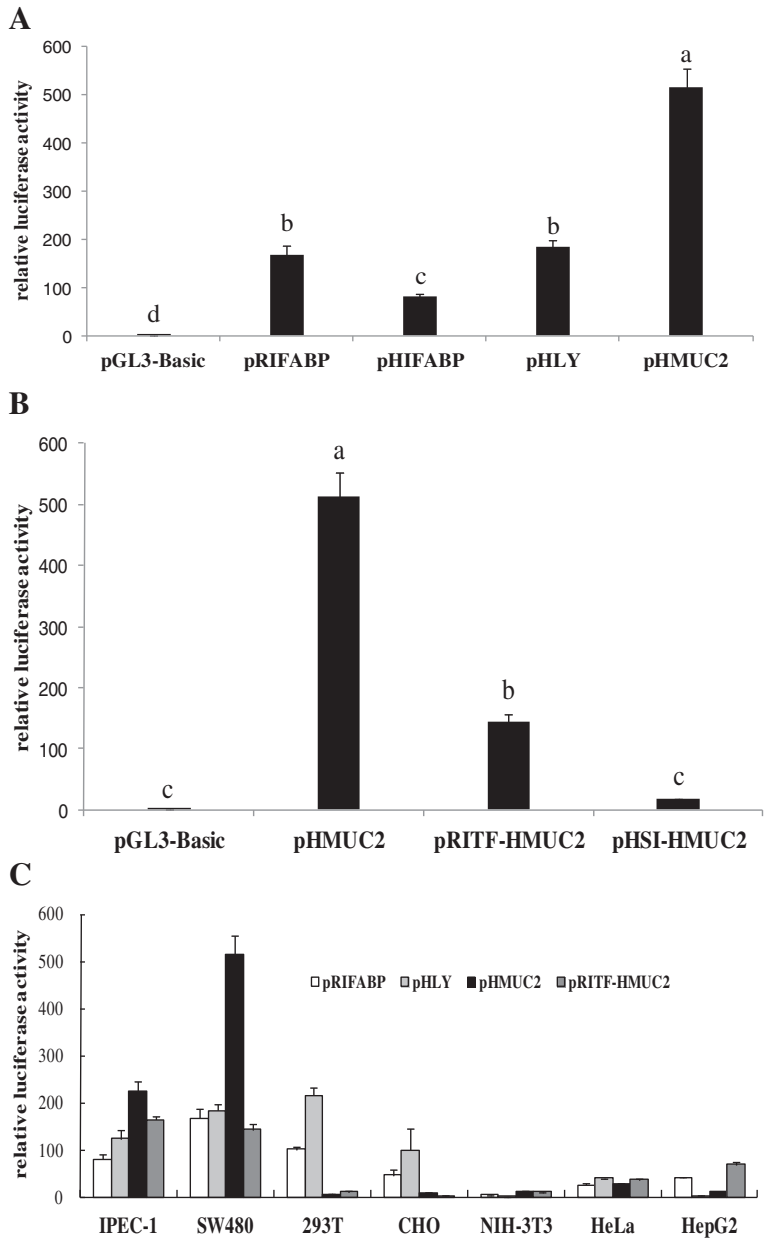 A
relative luciferase activity
600
500
400
300
200
100
0
d
b
c
b
a
pGL3-Basic
pRIFABP
pHIFABP
pHLY
pHMUC2
B
relative luciferase activity
600
500
400
300
200
100
0
c
a
b
c
pGL3-Basic
pHMUC2
pRITF-HMUC2
pHSI-HMUC2
C
relative luciferase activity
600
500
400
300
200
100
0
pRIFABP
pHLY
pHMUC2
pRITF-HMUC2
IPEC-1
SW480
293T
CHO
NIH-3T3
HeLa
HepG2